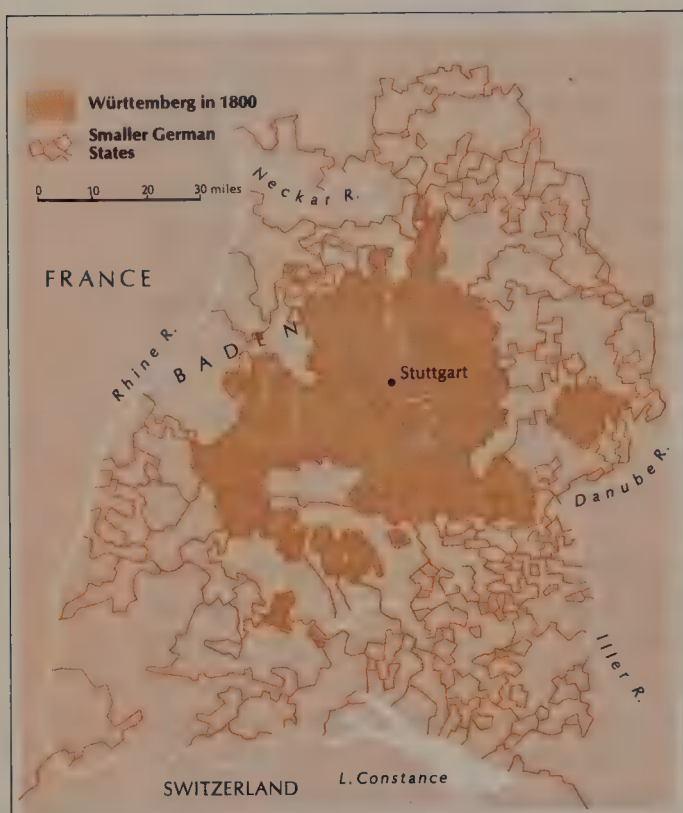 Württemberg in 1800
Smaller German
States
0 10 20 30 miles
Neckar R.
FRANCE
Rhine R.
BADEN
Stuttgart
Danube R.
Iller R.
SWITZERLAND
L. Constance